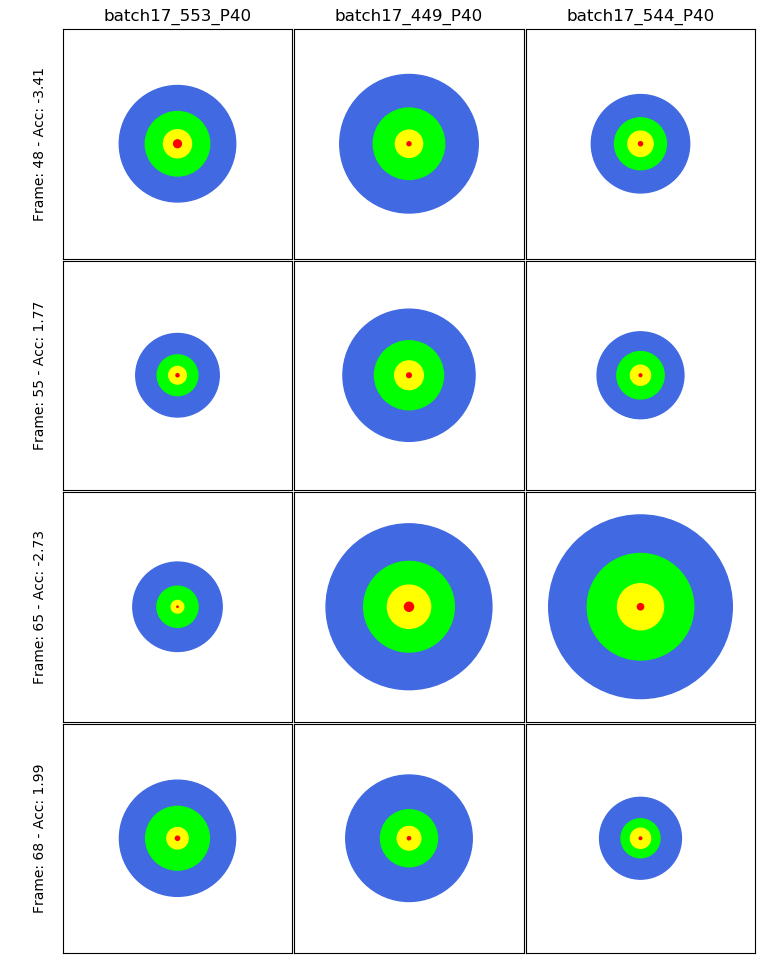 batch17_553_P40 batch17_449_P40 batch17_544_P40
Frame: 48 - Acc: -3.41
Frame: 55 - Acc: 1.77
Frame: 65 - Acc: -2.73
Frame: 68 - Acc: 1.99